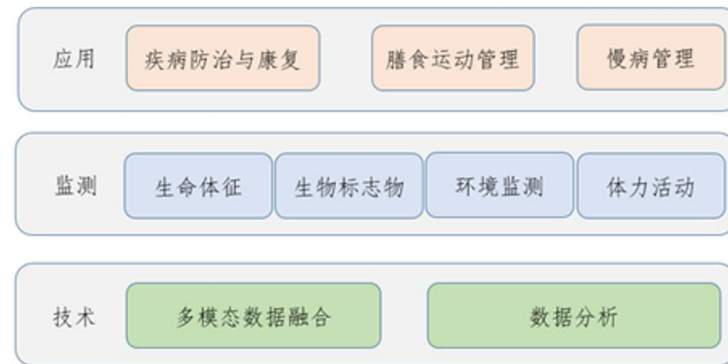 应用 疾病防治与康复 膳食运动管理 慢病管理
监测 生命体征 生物标志物 环境监测 体力活动
技术 多模态数据融合 数据分析